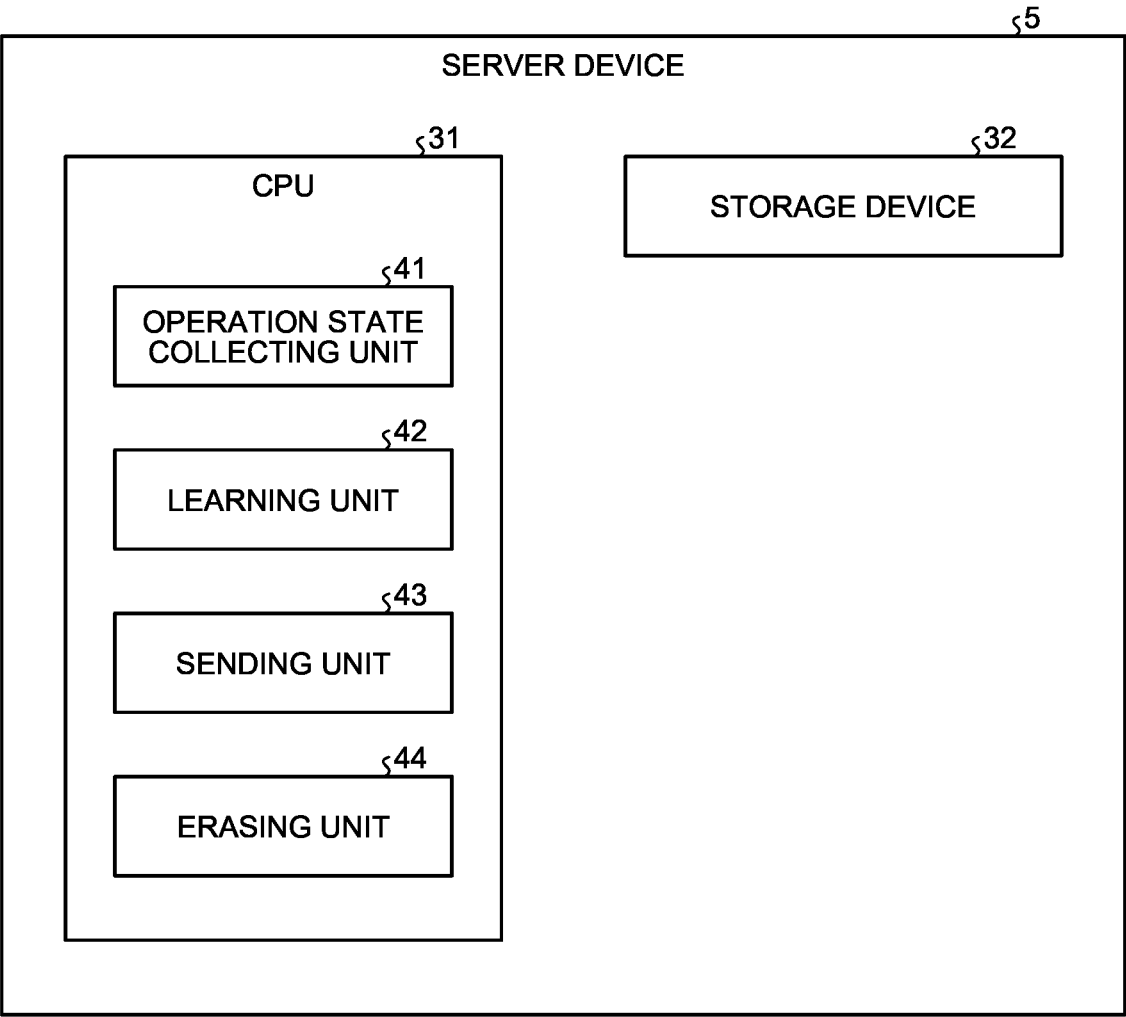 5
SERVER DEVICE
31
CPU
32
STORAGE DEVICE
41
OPERATION STATE
COLLECTING UNIT
42
LEARNING UNIT
43
SENDING UNIT
44
ERASING UNIT